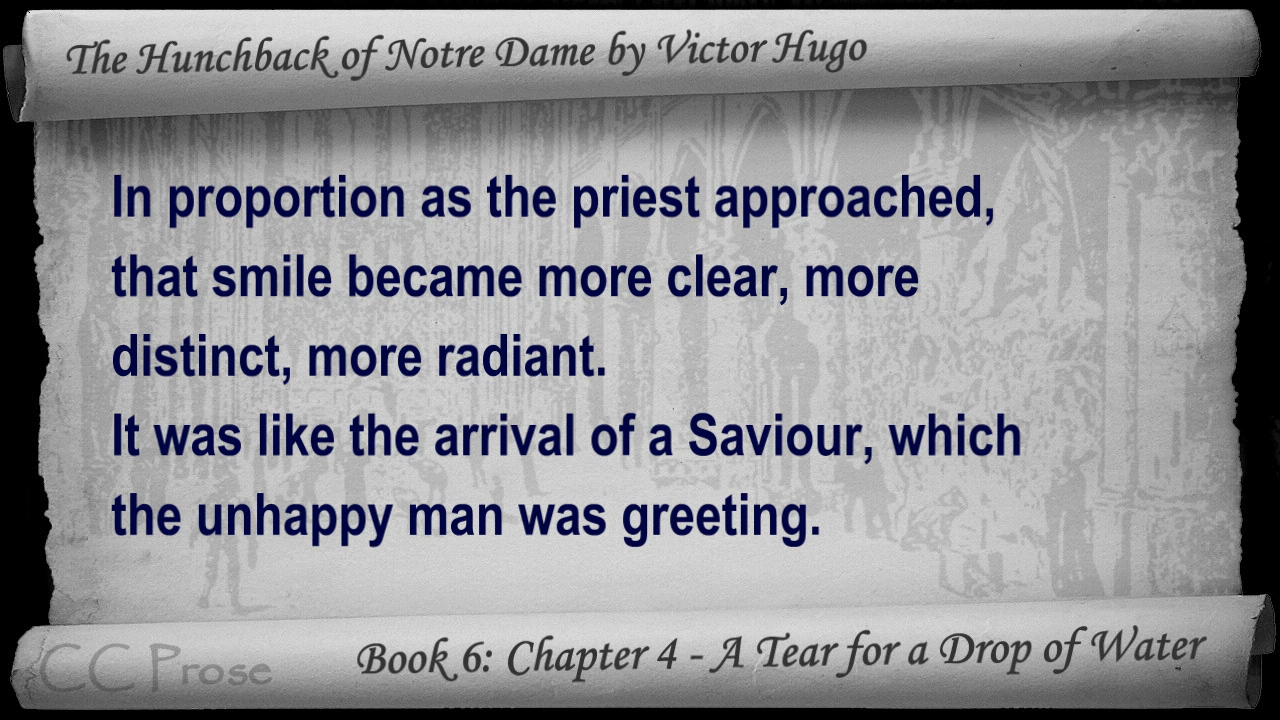 The Hunchback of Notre Dame by Victor Hugo
In proportion as the priest approached,
that smile became more clear, more
distinct, more radiant.
It was like the arrival of a Saviour, which
the unhappy man was greeting.
CC Prose
Book 6: Chapter 4 - A Tear for a Drop of Water